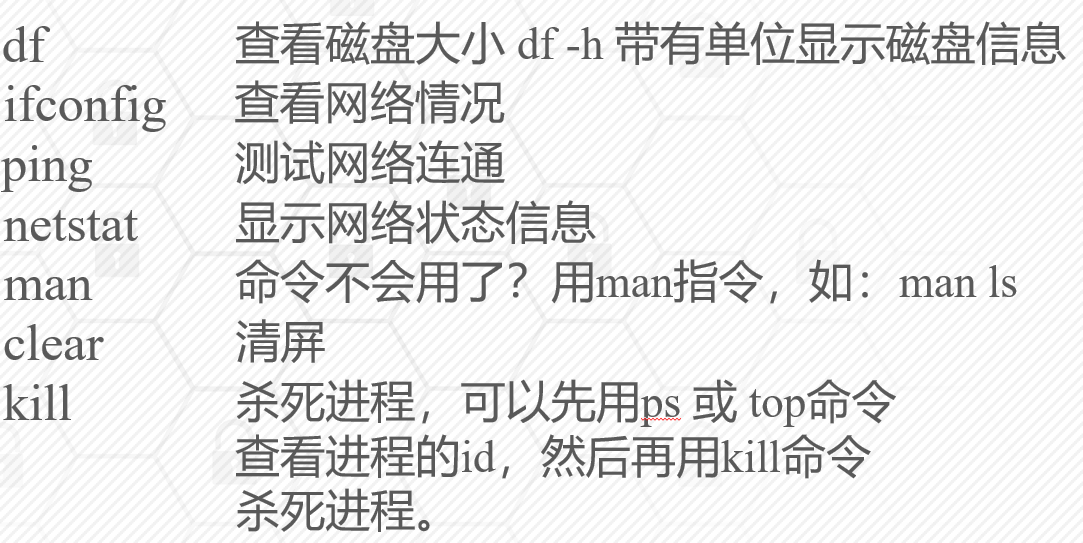 df 查看磁盘大小 df -h 带有单位显示磁盘信息
ifconfig 查看网络情况
ping 测试网络连通
netstat 显示网络状态信息
man 命令不会用了？用man指令，如：man ls
clear 清屏
kill 杀死进程，可以先用ps 或 top命令
查看进程的id，然后再用kill命令
杀死进程。